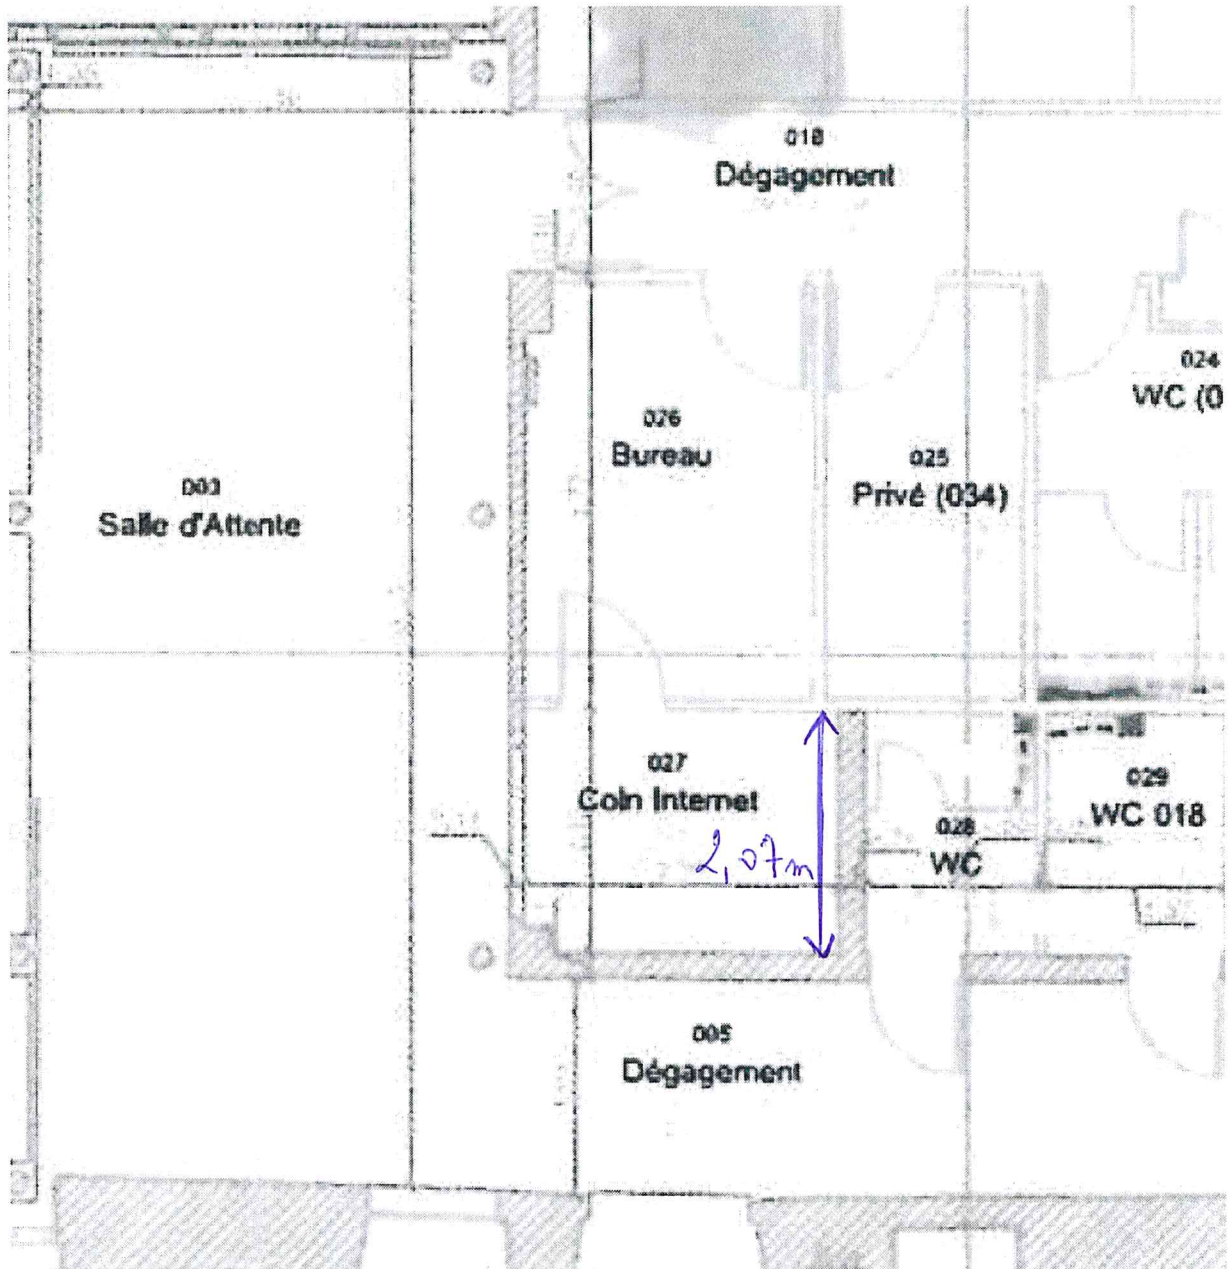 018
Dégagement
024
WC (0
026
Bureau
025
Privé (034)
003
Salle d'Attente
027
Coin Internet
2,07m
028
WC
029
WC 018
005
Dégagement